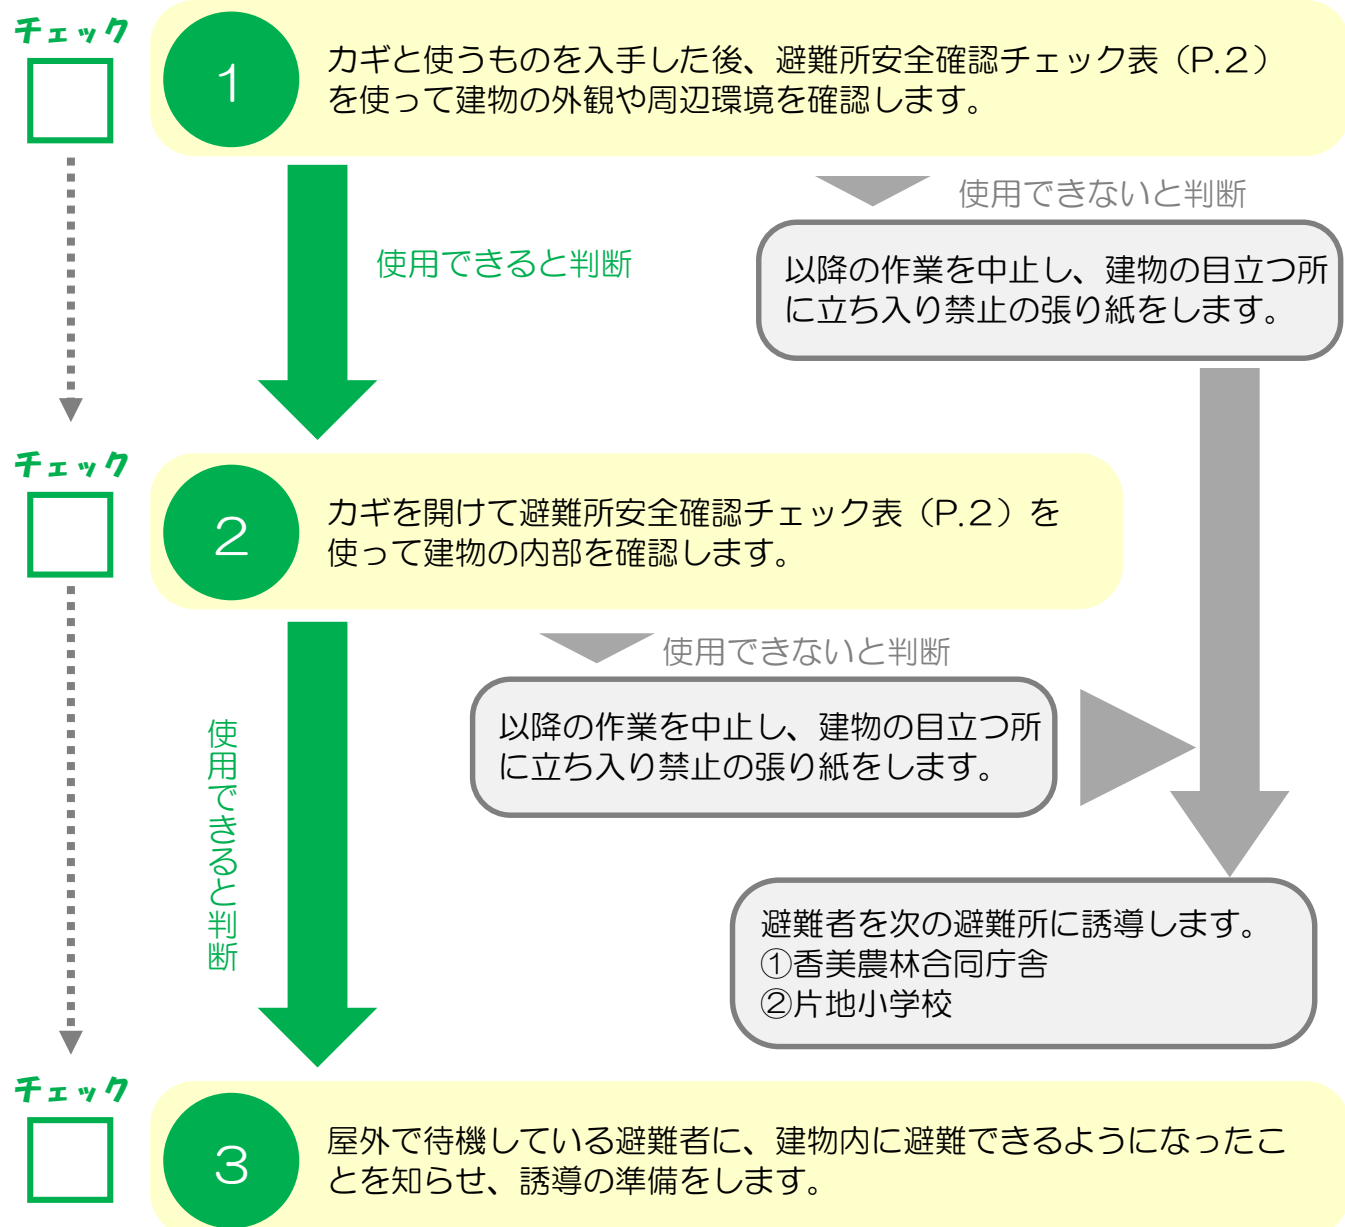 チェック
1
カギと使うものを入手した後、避難所安全確認チェック表（P.２）
を使って建物の外観や周辺環境を確認します。
使用できないと判断
使用できると判断
以降の作業を中止し、建物の目立つ所
に立ち入り禁止の張り紙をします。
チェック
2
カギを開けて避難所安全確認チェック表（P.２）を
使って建物の内部を確認します。
使用できないと判断
以降の作業を中止し、建物の目立つ所
に立ち入り禁止の張り紙をします。
使用できると判断
避難者を次の避難所に誘導します。
①香美農林合同庁舎
②片地小学校
チェック
3
屋外で待機している避難者に、建物内に避難できるようになったこ
とを知らせ、誘導の準備をします。